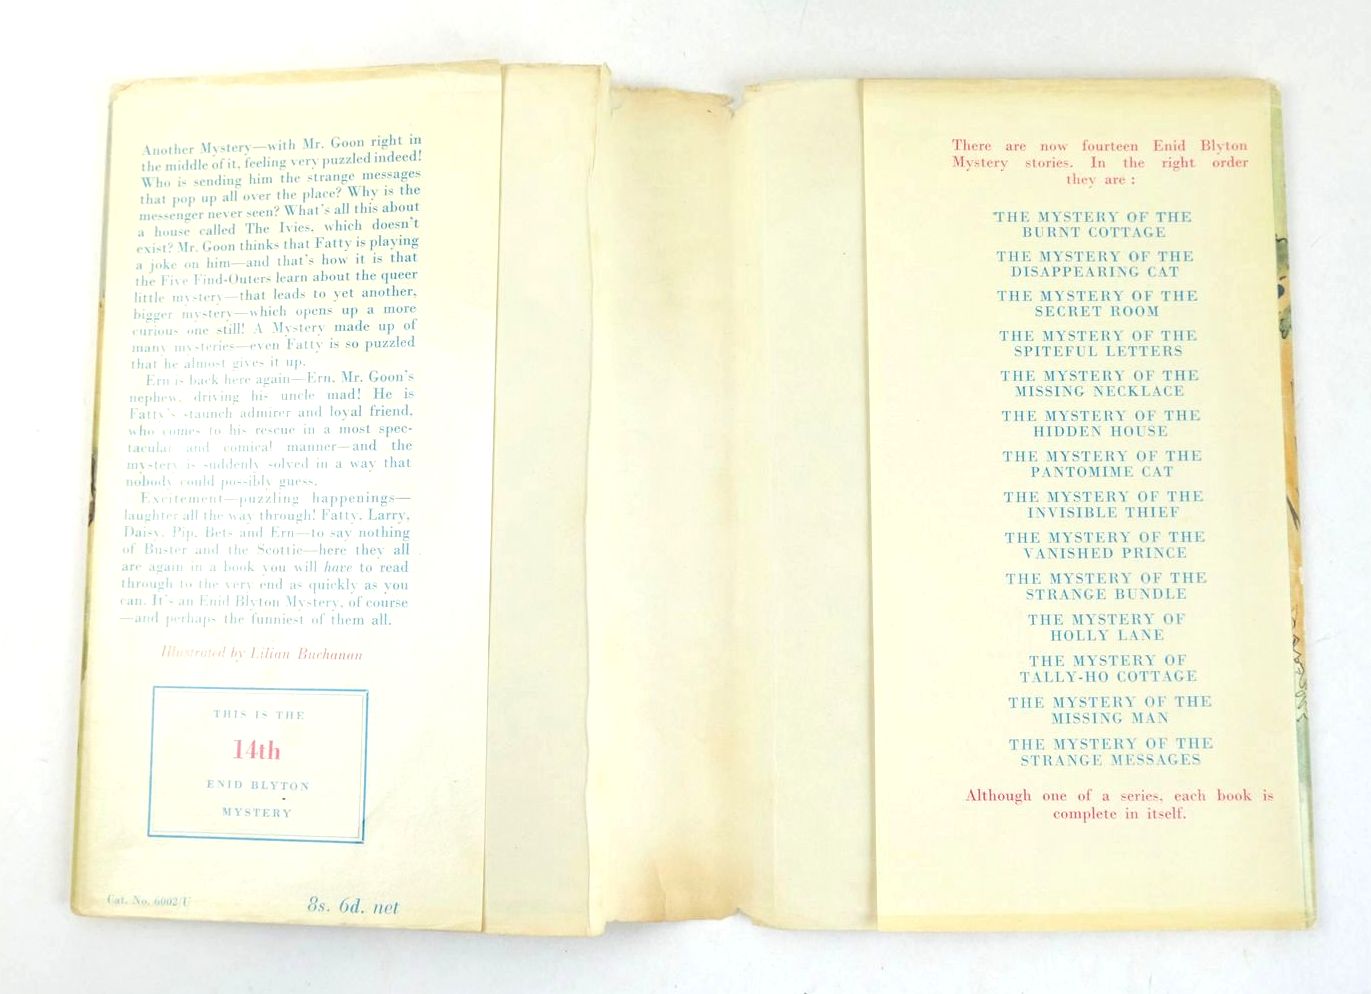 Another Mystery—with Mr. Goon right in
the middle of it, feeling very puzzled indeed!
Who is sending him the strange messages
that pop up all over the place? Why is the
messenger never seen? What's all this about
a house called The Ivies, which doesn't
exist? Mr. Goon thinks that Fatty is playing
a joke on him—and that's how it is that
the Five Find-Outers learn about the queer
little mystery—that leads to yet another,
bigger mystery—which opens up a more
curious one still! A Mystery made up of
many mysteries—even Fatty is so puzzled
that he almost gives it up.
Ern is back here again—Ern, Mr. Goon's
nephew, driving his uncle mad! He is
Fatty's staunch admirer and loyal friend,
who comes to his rescue in a most spec-
tacular and comical manner—and the
mystery is suddenly solved in a way that
nobody could possibly guess.
Excitement—puzzling happenings—
laughter all the way through! Fatty, Larry,
Daisy, Pip, Bets and Ern—to say nothing
of Buster and the Scottie—here they all
are again in a book you will have to read
through to the very end as quickly as you
can. It's an Enid Blyton Mystery, of course
—and perhaps the funniest of them all.
Illustrated by Lilian Buchanan
THIS IS THE
14th
ENID BLYTON
MYSTERY
Cat. No. 6002/U
8s. 6d. net
There are now fourteen Enid Blyton
Mystery stories. In the right order
they are :
THE MYSTERY OF THE
BURNT COTTAGE
THE MYSTERY OF THE
DISAPPEARING CAT
THE MYSTERY OF THE
SECRET ROOM
THE MYSTERY OF THE
SPITEFUL LETTERS
THE MYSTERY OF THE
MISSING NECKLACE
THE MYSTERY OF THE
HIDDEN HOUSE
THE MYSTERY OF THE
PANTOMIME CAT
THE MYSTERY OF THE
INVISIBLE THIEF
THE MYSTERY OF THE
VANISHED PRINCE
THE MYSTERY OF THE
STRANGE BUNDLE
THE MYSTERY OF
HOLLY LANE
THE MYSTERY OF
TALLY-HO COTTAGE
THE MYSTERY OF THE
MISSING MAN
THE MYSTERY OF THE
STRANGE MESSAGES
Although one of a series, each book is
complete in itself.